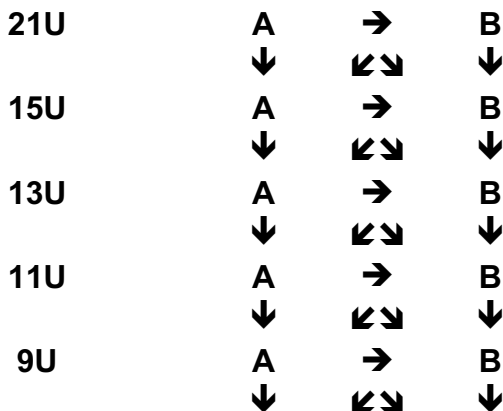 21U A → B
↓ ↙↘ ↓
15U A → B
↓ ↙↘ ↓
13U A → B
↓ ↙↘ ↓
11U A → B
↓ ↙↘ ↓
9U A → B
↓ ↙↘ ↓